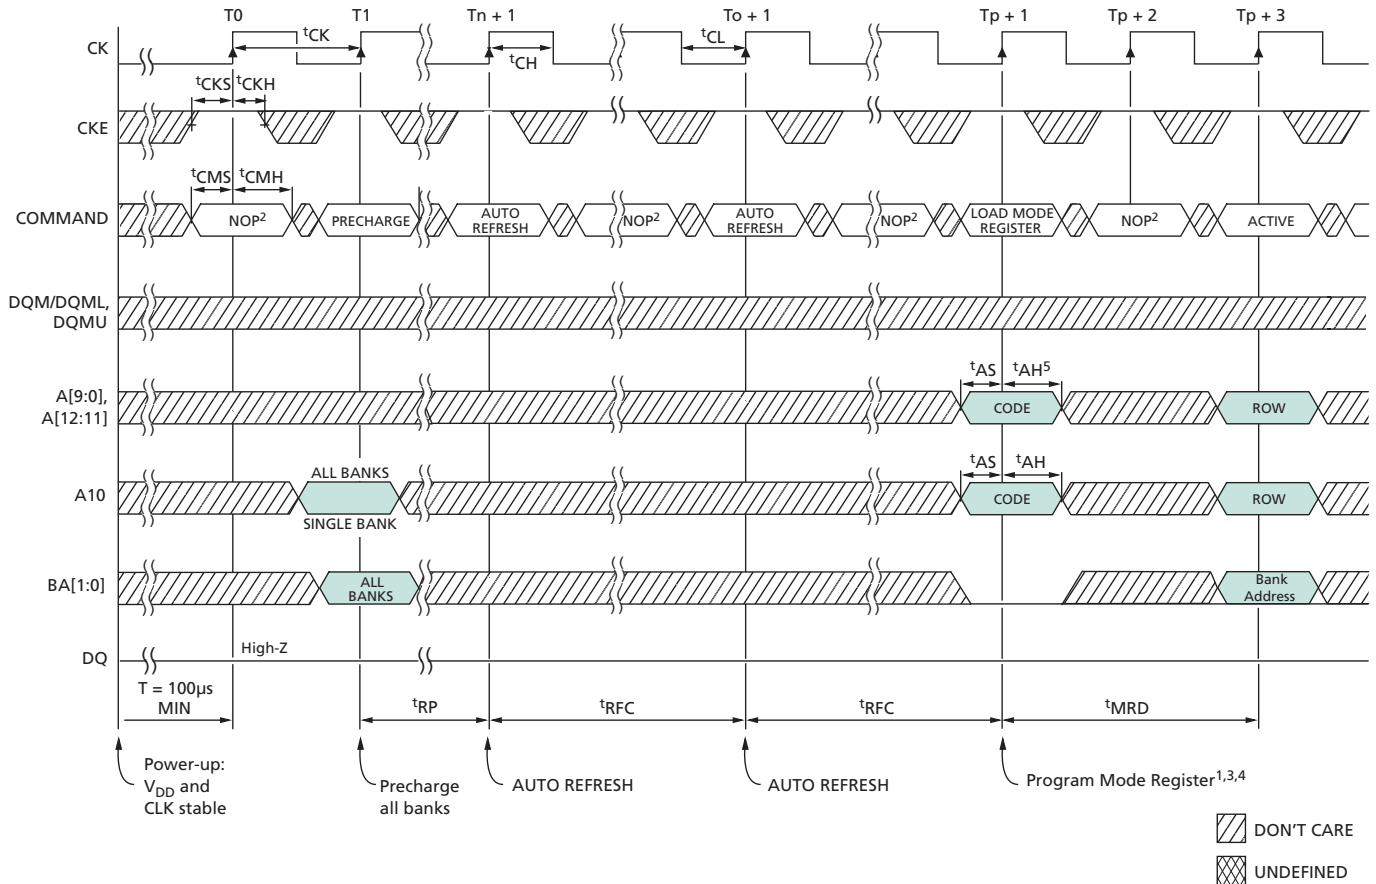 T0 T1 Tn + 1 To + 1 Tp + 1 Tp + 2 Tp + 3
CK
tCK
tCH
tCL
tCKS tCKH
CKE
tCMS tCMH
COMMAND
NOP2 PRECHARGE AUTO REFRESH NOP2 AUTO REFRESH NOP2 LOAD MODE REGISTER NOP2 ACTIVE
DQM/DQML,
DQMU
tAS tAH5
A[9:0],
A[12:11]
CODE ROW
ALL BANKS
tAS tAH
A10
CODE ROW
SINGLE BANK
BA[1:0]
ALL BANKS
Bank Address
High-Z
DQ
T = 100µs
MIN
tRP tRFC tRFC tMRD
Power-up:
VDD and
CLK stable
Precharge
all banks
AUTO REFRESH
AUTO REFRESH
Program Mode Register1,3,4
DON'T CARE
UNDEFINED